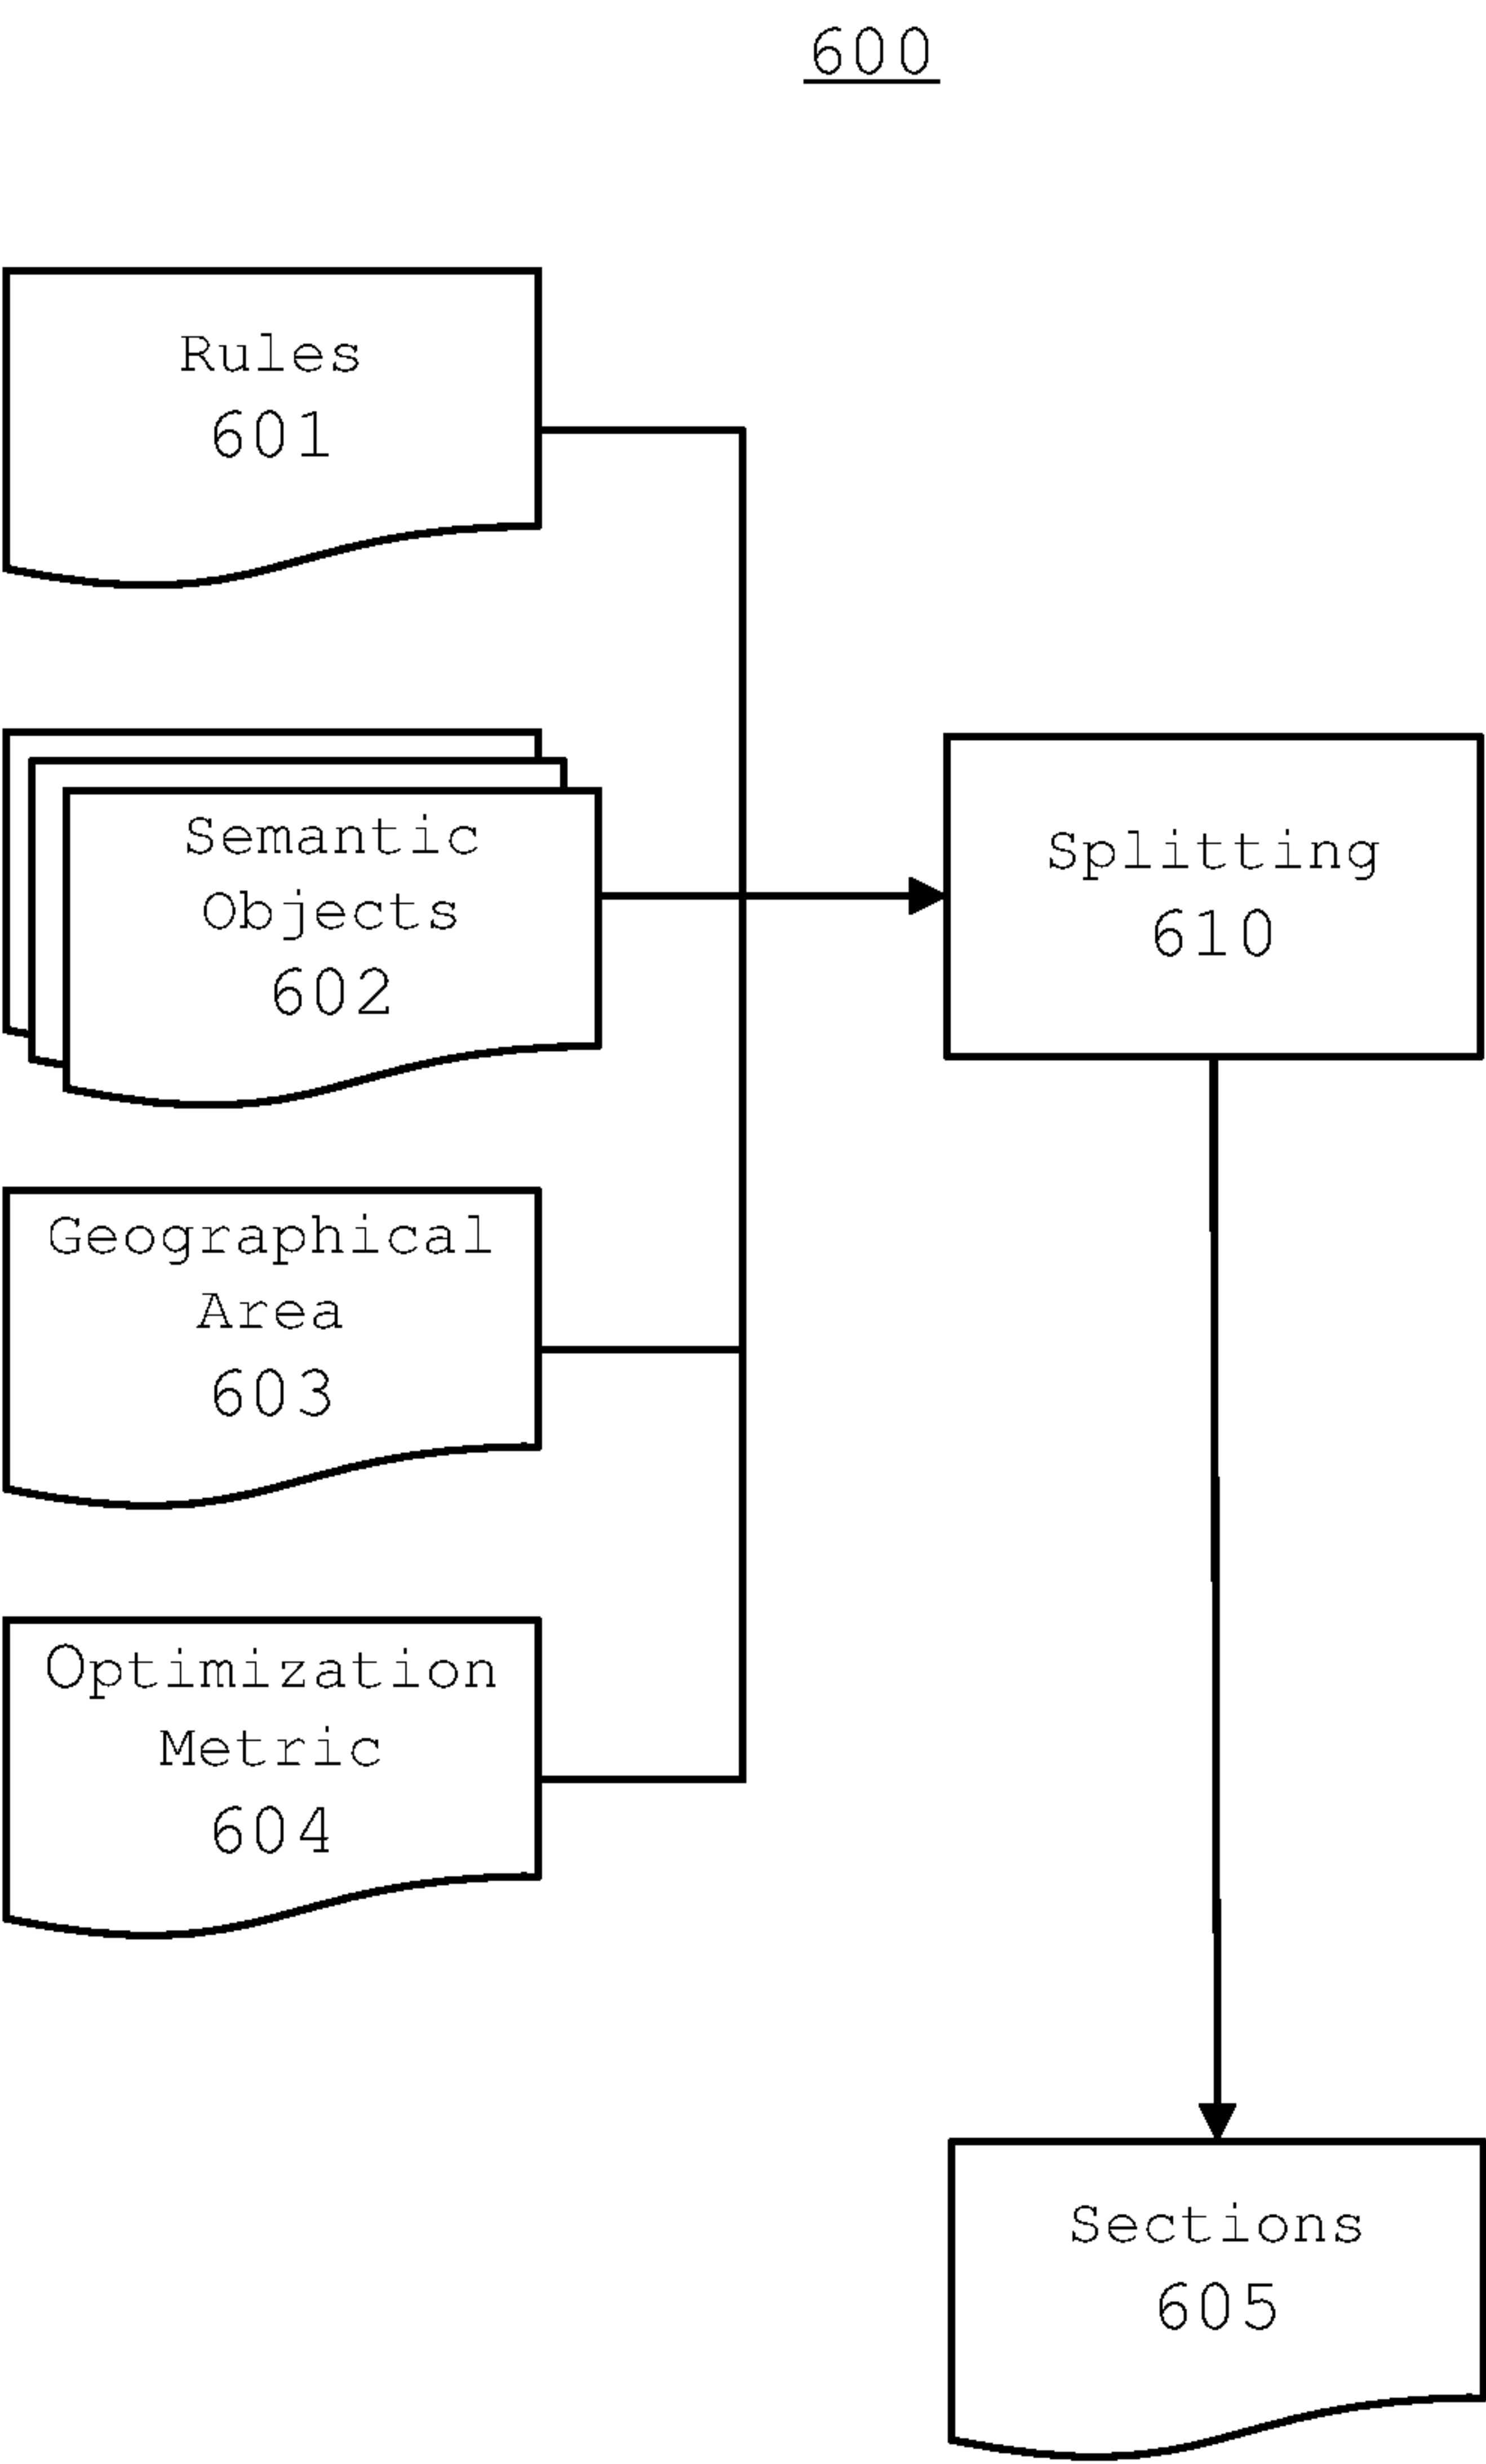 600
Rules
601
Semantic
Objects
602
Splitting
610
Geographical
Area
603
Optimization
Metric
604
Sections
605